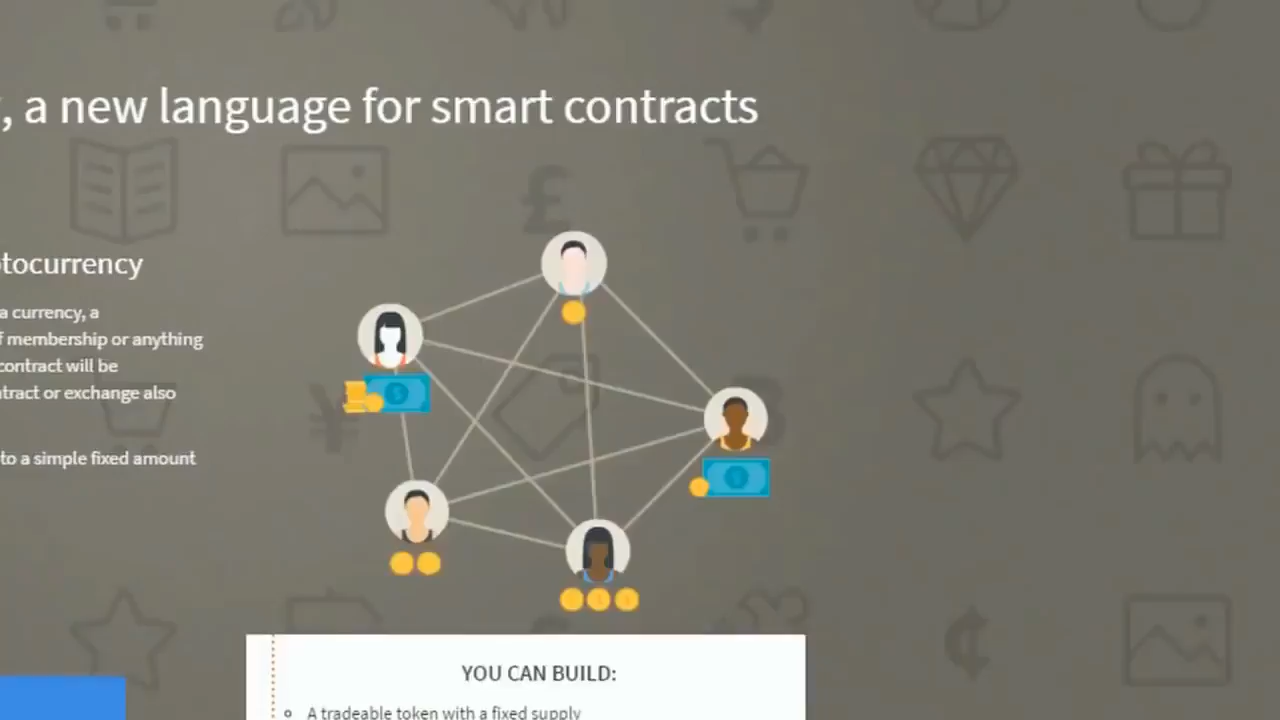 , a new language for smart contracts
tocurrency
a currency, a
f membership or anything
contract will be
ntract or exchange also
to a simple fixed amount
YOU CAN BUILD:
A tradeable token with a fixed supply